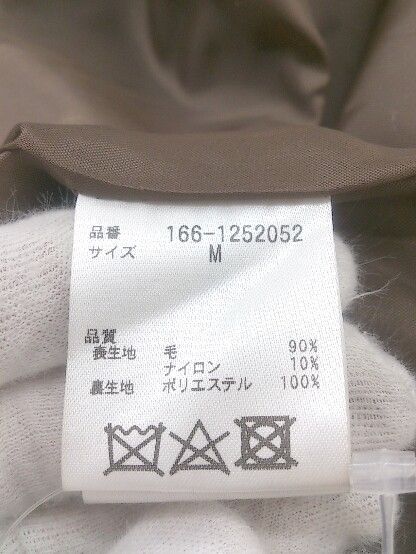 品番 166-1252052
サイズ M
品質
表生地 毛 90%
ナイロン 10%
裏生地 ポリエステル 100%